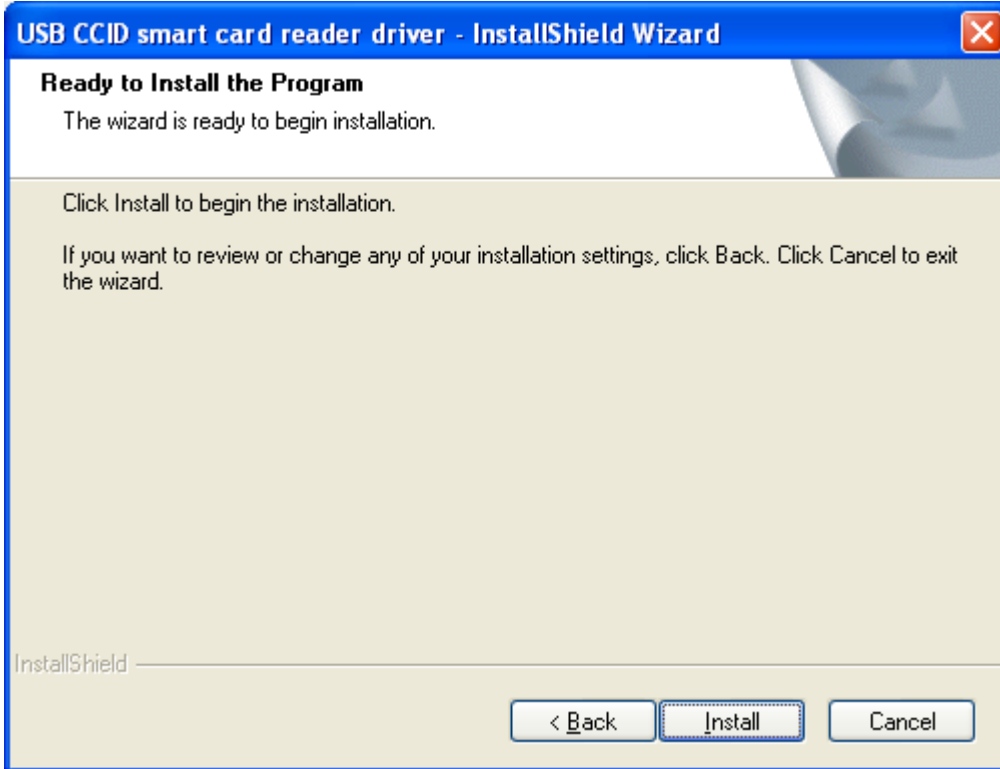 USB CCID smart card reader driver - InstallShield Wizard
Ready to Install the Program
The wizard is ready to begin installation.
Click Install to begin the installation.
If you want to review or change any of your installation settings, click Back. Click Cancel to exit
the wizard.
InstallShield
< Back Install Cancel